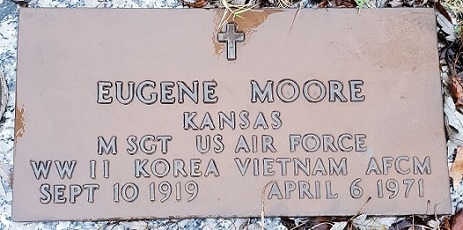 EUGENE MOORE
KANSAS
M SGT US AIR FORCE
WW II KOREA VIETNAM AFCM
SEPT 10 1919 APRIL 6 1971